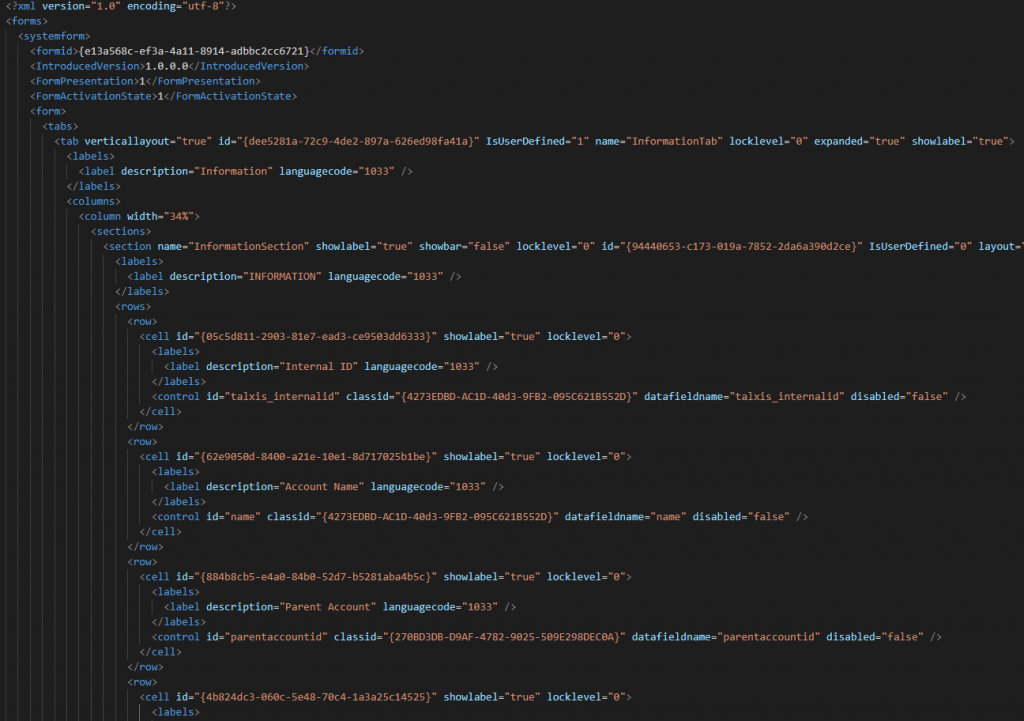 <?xml version="1.0" encoding="utf-8"?>
<forms>
<systemform>
<formid>{e13a568c-ef3a-4a11-8914-adbbc2cc6721}</formid>
<IntroducedVersion>1.0.0.0</IntroducedVersion>
<FormPresentation>1</FormPresentation>
<FormActivationState>1</FormActivationState>
<form>
<tabs>
<tab verticallayout="true" id="{dee5281a-72c9-4de2-897a-626ed98fa41a}" IsUserDefined="1" name="InformationTab" locklevel="0" expanded="true" showlabel="true">
<labels>
<label description="Information" languagecode="1033" />
</labels>
<columns>
<column width="34%">
<sections>
<section name="InformationSection" showlabel="true" showbar="false" locklevel="0" id="{94440653-c173-019a-7852-2da6a390d2ce}" IsUserDefined="0" layout="
<labels>
<label description="INFORMATION" languagecode="1033" />
</labels>
<rows>
<row>
<cell id="{05c5d811-2903-81e7-ead3-ce9503dd6333}" showlabel="true" locklevel="0">
<labels>
<label description="Internal ID" languagecode="1033" />
</labels>
<control id="talxis_internalid" classid="{4273EDBD-AC1D-40d3-9FB2-095C621B552D}" datafieldname="talxis_internalid" disabled="false" />
</cell>
</row>
<row>
<cell id="{62e9050d-8400-a21e-10e1-8d717025b1be}" showlabel="true" locklevel="0">
<labels>
<label description="Account Name" languagecode="1033" />
</labels>
<control id="name" classid="{4273EDBD-AC1D-40d3-9FB2-095C621B552D}" datafieldname="name" disabled="false" />
</cell>
</row>
<row>
<cell id="{884b8cb5-e4a0-84b0-52d7-b5281aba4b5c}" showlabel="true" locklevel="0">
<labels>
<label description="Parent Account" languagecode="1033" />
</labels>
<control id="parentaccountid" classid="{270BD3DB-D9AF-4782-9025-509E298DEC0A}" datafieldname="parentaccountid" disabled="false" />
</cell>
</row>
<row>
<cell id="{4b824dc3-060c-5e48-70c4-1a3a25c14525}" showlabel="true" locklevel="0">
<labels>